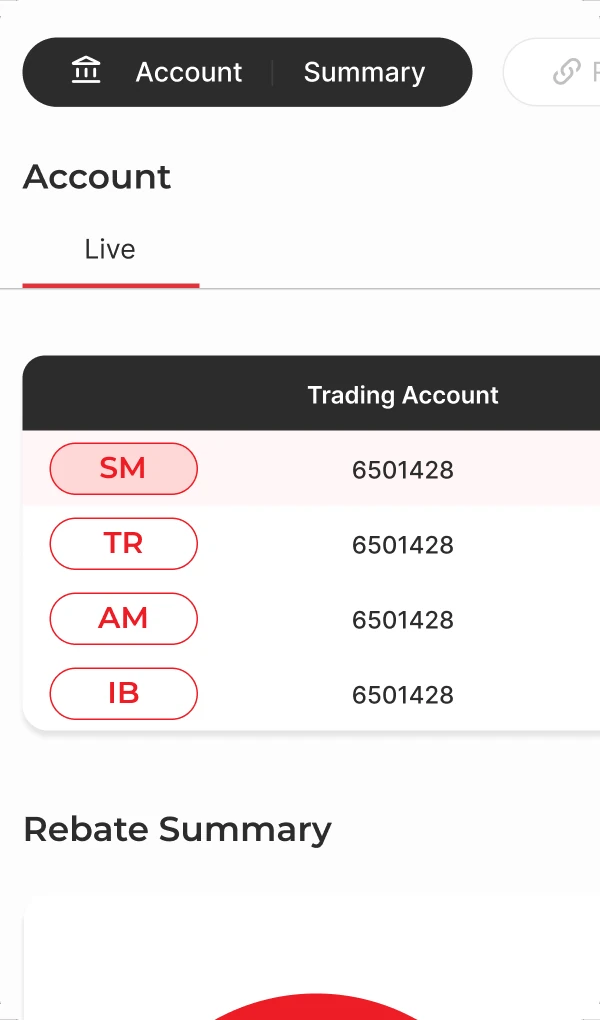 Account | Summary
Account
Live
Trading Account
SM 6501428
TR 6501428
AM 6501428
IB 6501428
Rebate Summary